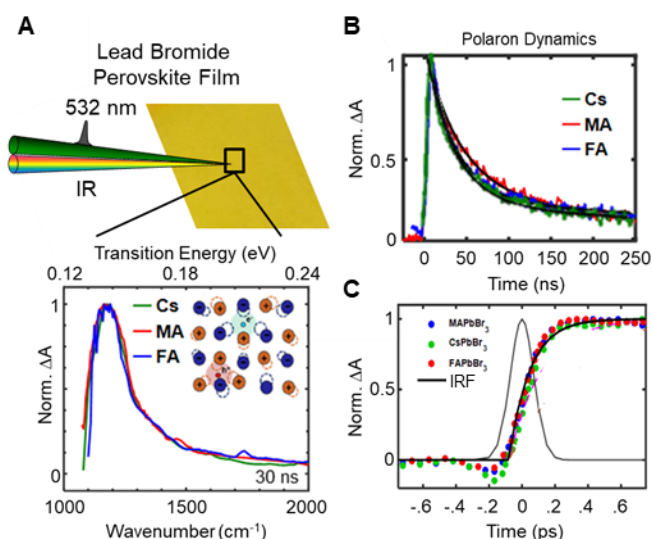 A
Lead Bromide
Perovskite Film
532 nm
IR
Transition Energy (eV)
0.12 0.18 0.24
Norm. ΔA
1
0.5
0
Cs
MA
FA
30 ns
1000 1500 2000
Wavenumber (cm⁻¹)
B
Polaron Dynamics
Norm. ΔA
1
0.5
0
Cs
MA
FA
0 50 100 150 200 250
Time (ns)
C
Norm. ΔA
1
0.5
0
MAPbBr₃
CsPbBr₃
FAPbBr₃
IRF
-.6 -.4 .2 0 .2 .4 .6
Time (ps)